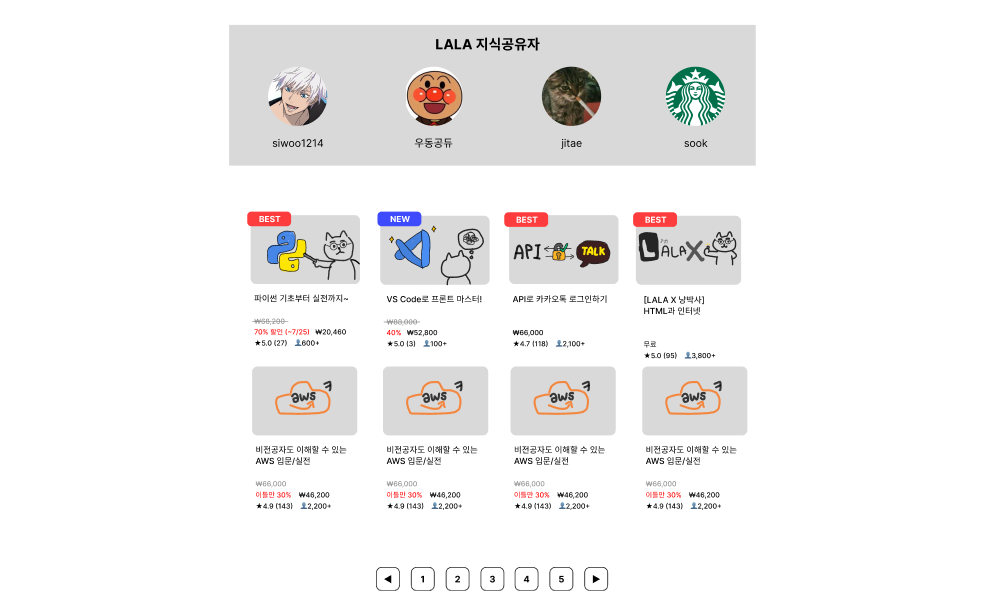 LALA 지식공유자
siwoo1214
우동공듀
jitae
sook
BEST
파이썬 기초부터 실전까지~
₩68,200
70% 할인 (~7/25) ₩20,460
★5.0 (27) 👤600+
NEW
VS Code로 프론트 마스터!
₩88,000
40% ₩52,800
★5.0 (3) 👤100+
BEST
API TALK
API로 카카오톡 로그인하기
₩66,000
★4.7 (118) 👤2,100+
BEST
LALA X
[LALA X 냥박사]
HTML과 인터넷
무료
★5.0 (95) 👤3,800+
aws ㅋ
비전공자도 이해할 수 있는
AWS 입문/실전
₩66,000
이틀만 30% ₩46,200
★4.9 (143) 👤2,200+
aws ㅋ
비전공자도 이해할 수 있는
AWS 입문/실전
₩66,000
이틀만 30% ₩46,200
★4.9 (143) 👤2,200+
aws ㅋ
비전공자도 이해할 수 있는
AWS 입문/실전
₩66,000
이틀만 30% ₩46,200
★4.9 (143) 👤2,200+
aws ㅋ
비전공자도 이해할 수 있는
AWS 입문/실전
₩66,000
이틀만 30% ₩46,200
★4.9 (143) 👤2,200+
◀ 1 2 3 4 5 ▶